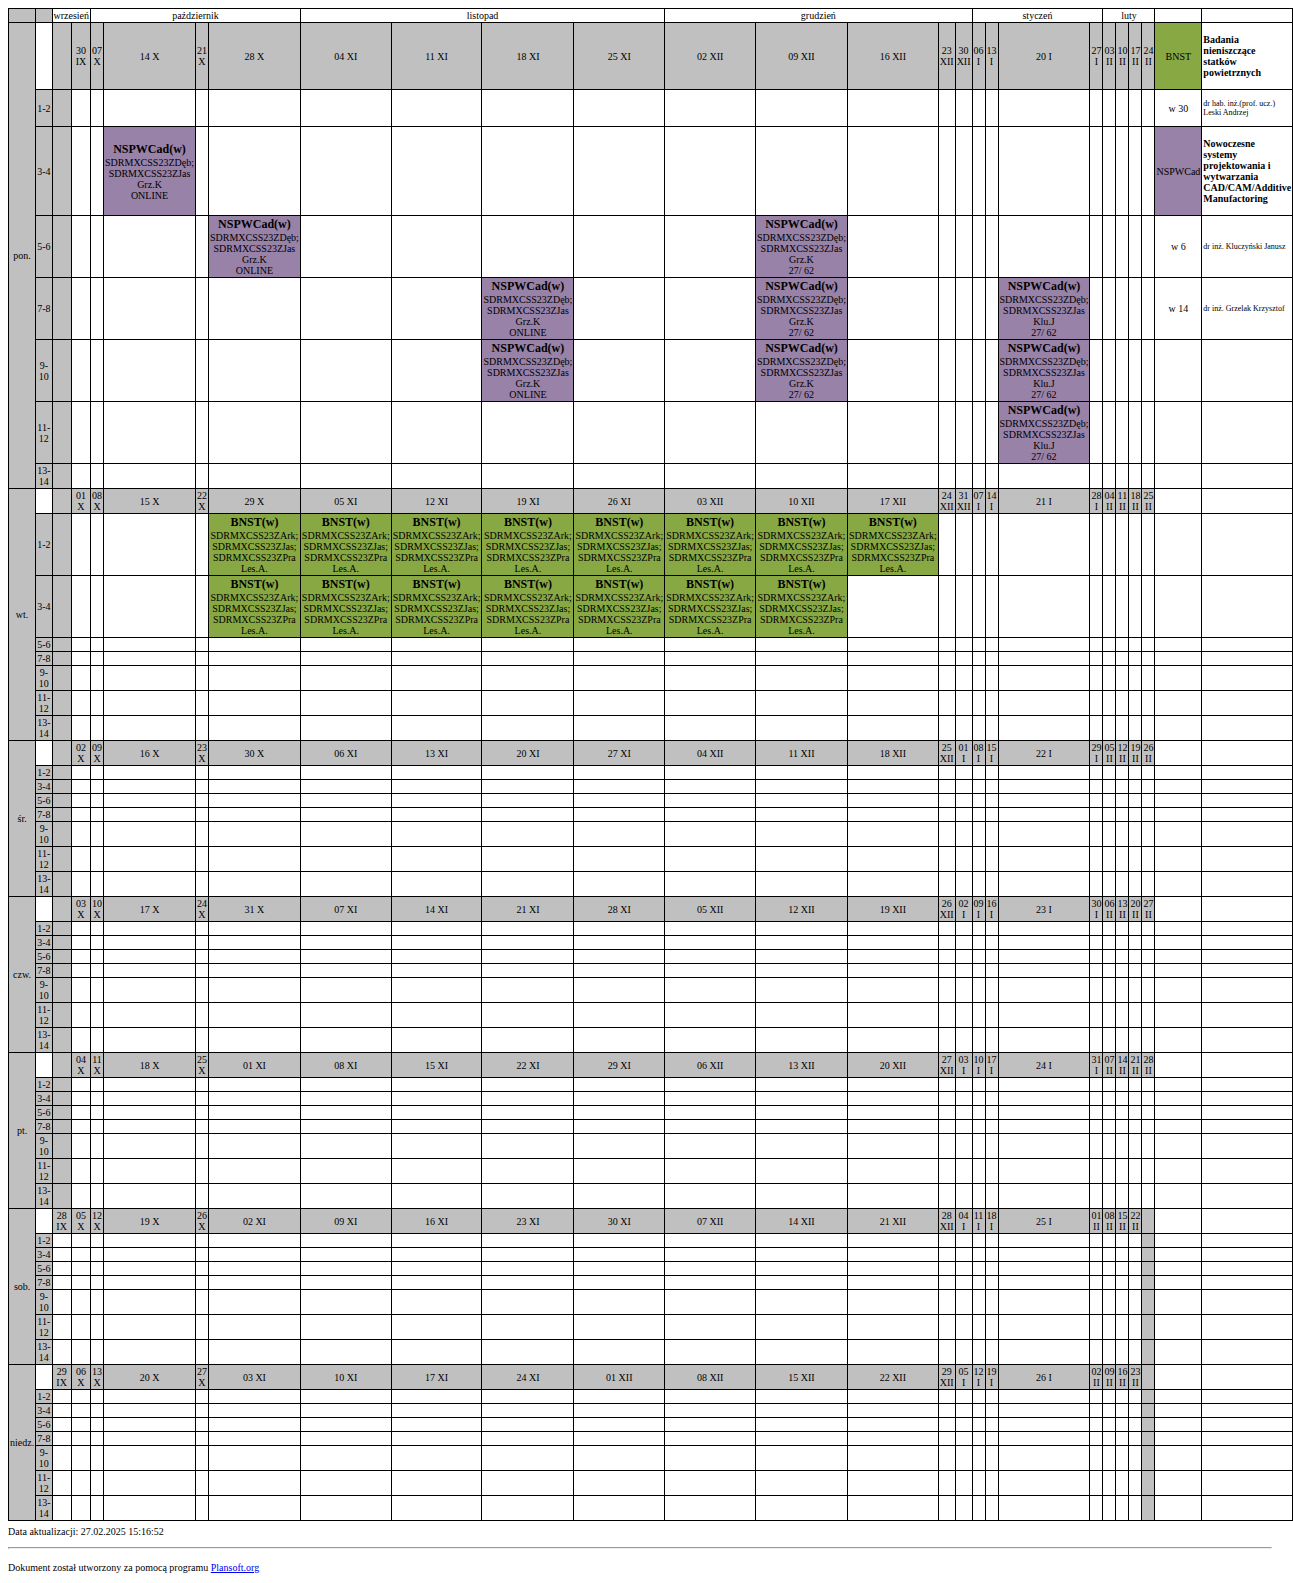 wrzesień październik listopad grudzień styczeń luty
pon. 30 IX 07 X 14 X 21 X 28 X 04 XI 11 XI 18 XI 25 XI 02 XII 09 XII 16 XII 23 XII 30 XII 06 I 13 I 20 I 27 I 03 II 10 II 17 II 24 II BNST Badania nieniszczące statków powietrznych
1-2 w 30 dr hab. inż.(prof. ucz.) Leski Andrzej
3-4 NSPWCad(w) SDRMXCSS23ZDęb; SDRMXCSS23ZJas Grz.K ONLINE NSPWCad Nowoczesne systemy projektowania i wytwarzania CAD/CAM/Additive Manufactoring
5-6 NSPWCad(w) SDRMXCSS23ZDęb; SDRMXCSS23ZJas Grz.K ONLINE NSPWCad(w) SDRMXCSS23ZDęb; SDRMXCSS23ZJas Grz.K 27/ 62 w 6 dr inż. Kluczyński Janusz
7-8 NSPWCad(w) SDRMXCSS23ZDęb; SDRMXCSS23ZJas Grz.K ONLINE NSPWCad(w) SDRMXCSS23ZDęb; SDRMXCSS23ZJas Grz.K 27/ 62 NSPWCad(w) SDRMXCSS23ZDęb; SDRMXCSS23ZJas Klu.J 27/ 62 w 14 dr inż. Grzelak Krzysztof
9-10 NSPWCad(w) SDRMXCSS23ZDęb; SDRMXCSS23ZJas Grz.K ONLINE NSPWCad(w) SDRMXCSS23ZDęb; SDRMXCSS23ZJas Grz.K 27/ 62 NSPWCad(w) SDRMXCSS23ZDęb; SDRMXCSS23ZJas Klu.J 27/ 62
11-12 NSPWCad(w) SDRMXCSS23ZDęb; SDRMXCSS23ZJas Klu.J 27/ 62
13-14
wt. 01 X 08 X 15 X 22 X 29 X 05 XI 12 XI 19 XI 26 XI 03 XII 10 XII 17 XII 24 XII 31 XII 07 I 14 I 21 I 28 I 04 II 11 II 18 II 25 II
1-2 BNST(w) BNST(w) BNST(w) BNST(w) BNST(w) BNST(w) BNST(w) BNST(w)
SDRMXCSS23ZArk; SDRMXCSS23ZArk; SDRMXCSS23ZArk; SDRMXCSS23ZArk; SDRMXCSS23ZArk; SDRMXCSS23ZArk; SDRMXCSS23ZArk; SDRMXCSS23ZArk;
SDRMXCSS23ZJas; SDRMXCSS23ZJas; SDRMXCSS23ZJas; SDRMXCSS23ZJas; SDRMXCSS23ZJas; SDRMXCSS23ZJas; SDRMXCSS23ZJas; SDRMXCSS23ZJas;
SDRMXCSS23ZPra SDRMXCSS23ZPra SDRMXCSS23ZPra SDRMXCSS23ZPra SDRMXCSS23ZPra SDRMXCSS23ZPra SDRMXCSS23ZPra SDRMXCSS23ZPra
Les.A. Les.A. Les.A. Les.A. Les.A. Les.A. Les.A. Les.A.
3-4 BNST(w) BNST(w) BNST(w) BNST(w) BNST(w) BNST(w) BNST(w)
SDRMXCSS23ZArk; SDRMXCSS23ZArk; SDRMXCSS23ZArk; SDRMXCSS23ZArk; SDRMXCSS23ZArk; SDRMXCSS23ZArk; SDRMXCSS23ZArk;
SDRMXCSS23ZJas; SDRMXCSS23ZJas; SDRMXCSS23ZJas; SDRMXCSS23ZJas; SDRMXCSS23ZJas; SDRMXCSS23ZJas; SDRMXCSS23ZJas;
SDRMXCSS23ZPra SDRMXCSS23ZPra SDRMXCSS23ZPra SDRMXCSS23ZPra SDRMXCSS23ZPra SDRMXCSS23ZPra SDRMXCSS23ZPra
Les.A. Les.A. Les.A. Les.A. Les.A. Les.A. Les.A.
5-6
7-8
9-10
11-12
13-14
śr. 02 X 09 X 16 X 23 X 30 X 06 XI 13 XI 20 XI 27 XI 04 XII 11 XII 18 XII 25 XII 01 I 08 I 15 I 22 I 29 I 05 II 12 II 19 II 26 II
1-2
3-4
5-6
7-8
9-10
11-12
13-14
czw. 03 X 10 X 17 X 24 X 31 X 07 XI 14 XI 21 XI 28 XI 05 XII 12 XII 19 XII 26 XII 02 I 09 I 16 I 23 I 30 I 06 II 13 II 20 II 27 II
1-2
3-4
5-6
7-8
9-10
11-12
13-14
pt. 04 X 11 X 18 X 25 X 01 XI 08 XI 15 XI 22 XI 29 XI 06 XII 13 XII 20 XII 27 XII 03 I 10 I 17 I 24 I 31 I 07 II 14 II 21 II 28 II
1-2
3-4
5-6
7-8
9-10
11-12
13-14
sob. 28 IX 05 X 12 X 19 X 26 X 02 XI 09 XI 16 XI 23 XI 30 XI 07 XII 14 XII 21 XII 28 XII 04 I 11 I 18 I 25 I 01 II 08 II 15 II 22 II
1-2
3-4
5-6
7-8
9-10
11-12
13-14
niedz. 29 IX 06 X 13 X 20 X 27 X 03 XI 10 XI 17 XI 24 XI 01 XII 08 XII 15 XII 22 XII 29 XII 05 I 12 I 19 I 26 I 02 II 09 II 16 II 23 II
1-2
3-4
5-6
7-8
9-10
11-12
13-14
Data aktualizacji: 27.02.2025 15:16:52
Dokument został utworzony za pomocą programu Plansoft.org